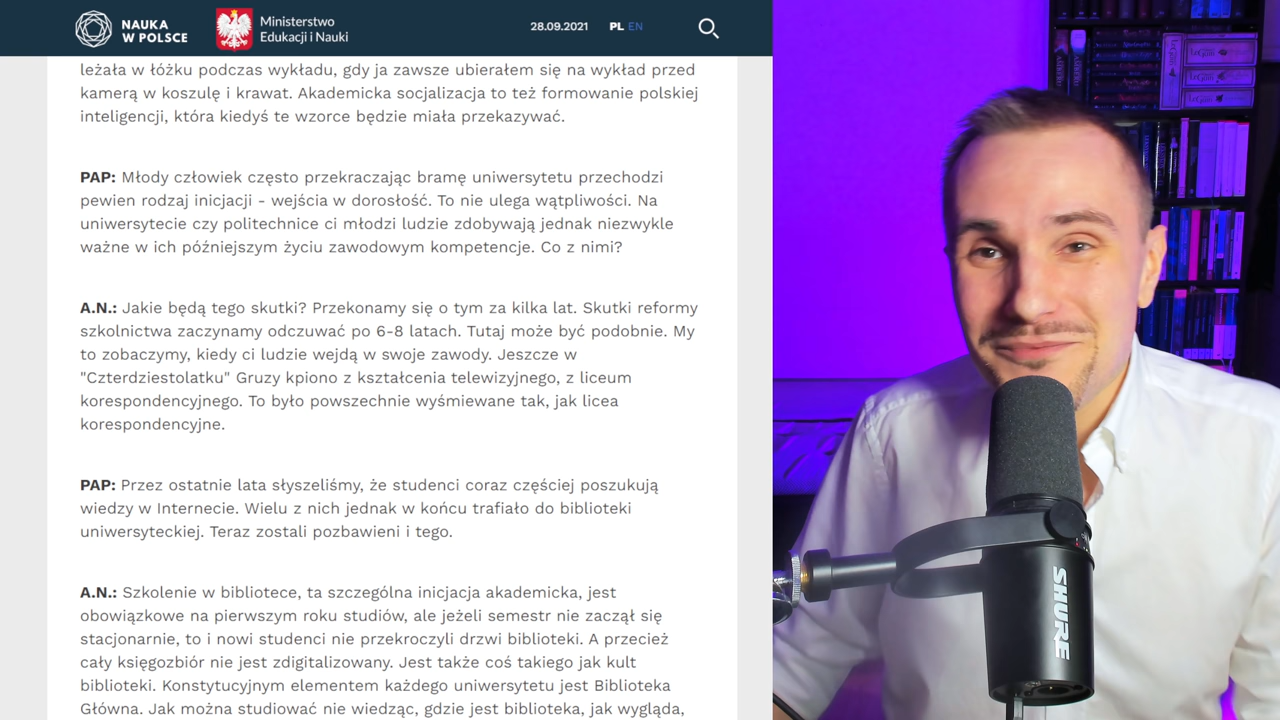 NAUKA
W POLSCE
Ministerstwo
Edukacji i Nauki
28.09.2021 PL EN
leżała w łóżku podczas wykładu, gdy ja zawsze ubierałem się na wykład przed
kamerą w koszulę i krawat. Akademicka socjalizacja to też formowanie polskiej
inteligencji, która kiedyś te wzorce będzie miała przekazywać.
PAP: Młody człowiek często przekraczając bramę uniwersytetu przechodzi
pewien rodzaj inicjacji - wejścia w dorosłość. To nie ulega wątpliwości. Na
uniwersytecie czy politechnice ci młodzi ludzie zdobywają jednak niezwykle
ważne w ich późniejszym życiu zawodowym kompetencje. Co z nimi?
A.N.: Jakie będą tego skutki? Przekonamy się o tym za kilka lat. Skutki reformy
szkolnictwa zaczynamy odczuwać po 6-8 latach. Tutaj może być podobnie. My
to zobaczymy, kiedy ci ludzie wejdą w swoje zawody. Jeszcze w
"Czterdziestolatku" Gruzy kpiono z kształcenia telewizyjnego, z liceum
korespondencyjnego. To było powszechnie wyśmiewane tak, jak licea
korespondencyjne.
PAP: Przez ostatnie lata słyszeliśmy, że studenci coraz częściej poszukują
wiedzy w Internecie. Wielu z nich jednak w końcu trafiało do biblioteki
uniwersyteckiej. Teraz zostali pozbawieni i tego.
A.N.: Szkolenie w bibliotece, ta szczególna inicjacja akademicka, jest
obowiązkowe na pierwszym roku studiów, ale jeżeli semestr nie zaczął się
stacjonarnie, to i nowi studenci nie przekroczyli drzwi biblioteki. A przecież
cały księgozbiór nie jest zdigitalizowany. Jest także coś takiego jak kult
biblioteki. Konstytucyjnym elementem każdego uniwersytetu jest Biblioteka
Główna. Jak można studiować nie wiedząc, gdzie jest biblioteka, jak wygląda,
SHURE